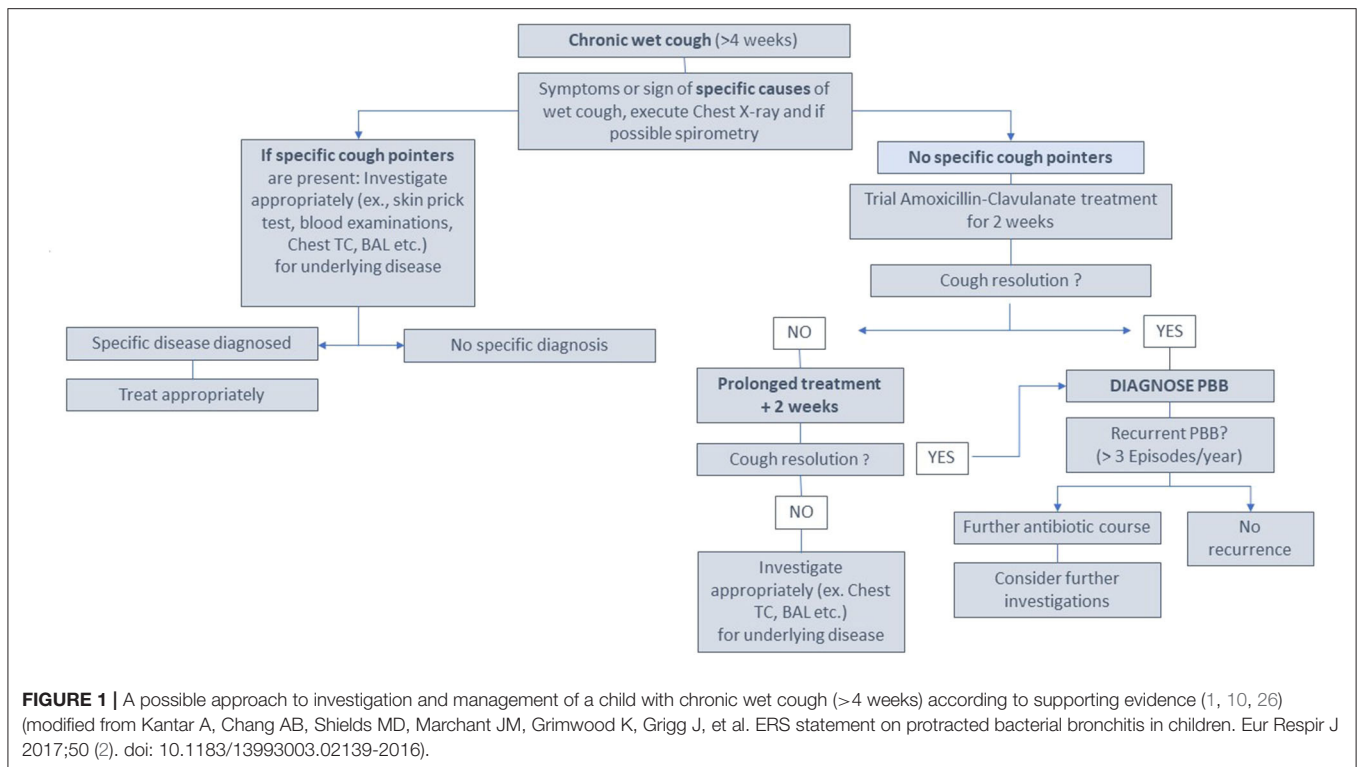 Chronic wet cough (>4 weeks)
Symptoms or sign of specific causes of
wet cough, execute Chest X-ray and if
possible spirometry
If specific cough pointers
are present: Investigate
appropriately (ex., skin prick
test, blood examinations,
Chest TC, BAL etc.)
for underlying disease
Specific disease diagnosed
No specific diagnosis
Treat appropriately
No specific cough pointers
Trial Amoxicillin-Clavulanate treatment
for 2 weeks
Cough resolution ?
NO
YES
Prolonged treatment
+ 2 weeks
Cough resolution ?
YES
NO
Investigate
appropriately (ex. Chest
TC, BAL etc.)
for underlying disease
DIAGNOSE PBB
Recurrent PBB?
(> 3 Episodes/year)
Further antibiotic course
No
recurrence
Consider further
investigations
FIGURE 1 | A possible approach to investigation and management of a child with chronic wet cough (>4 weeks) according to supporting evidence (1, 10, 26)
(modified from Kantar A, Chang AB, Shields MD, Marchant JM, Grimwood K, Grigg J, et al. ERS statement on protracted bacterial bronchitis in children. Eur Respir J
2017;50 (2). doi: 10.1183/13993003.02139-2016).